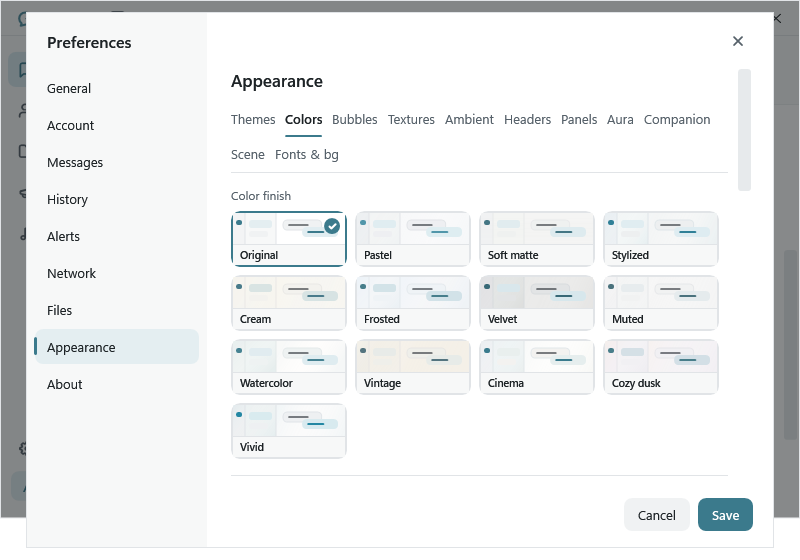 Preferences
General
Account
Messages
History
Alerts
Network
Files
Appearance
About
Appearance
Themes Colors Bubbles Textures Ambient Headers Panels Aura Companion
Scene Fonts & bg
Color finish
Original Pastel Soft matte Stylized
Cream Frosted Velvet Muted
Watercolor Vintage Cinema Cozy dusk
Vivid
Cancel Save